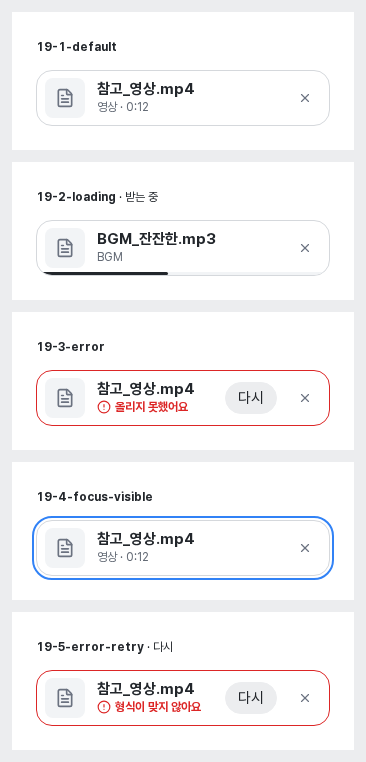 19-1-default
참고_영상.mp4
영상 · 0:12
19-2-loading · 받는 중
BGM_잔잔한.mp3
BGM
19-3-error
참고_영상.mp4
올리지 못했어요
다시
19-4-focus-visible
참고_영상.mp4
영상 · 0:12
19-5-error-retry · 다시
참고_영상.mp4
형식이 맞지 않아요
다시